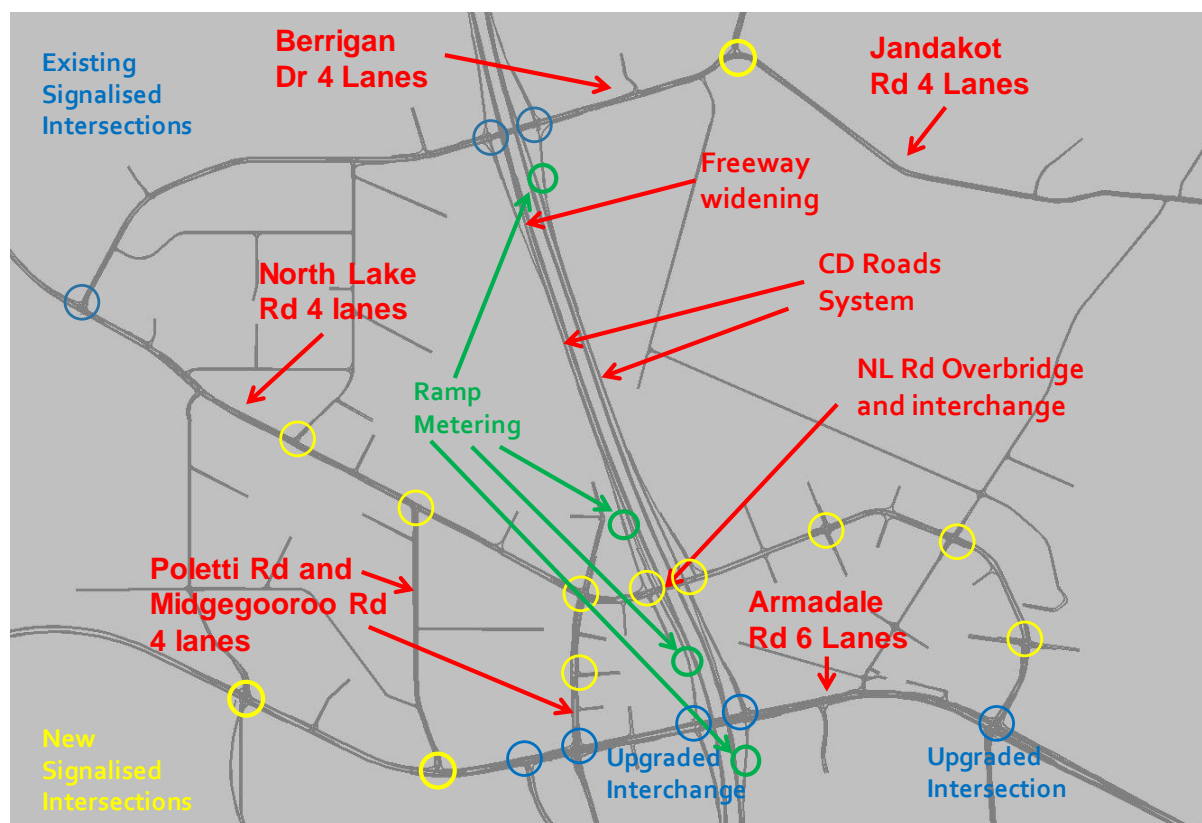 Existing
Signalised
Intersections
Berrigan
Dr 4 Lanes
Jandakot
Rd 4 Lanes
Freeway
widening
North Lake
Rd 4 lanes
CD Roads
System
Ramp
Metering
NL Rd Overbridge
and interchange
Poletti Rd and
Midgegooroo Rd
4 lanes
Armadale
Rd 6 Lanes
New
Signalised
Intersections
Upgraded
Interchange
Upgraded
Intersection